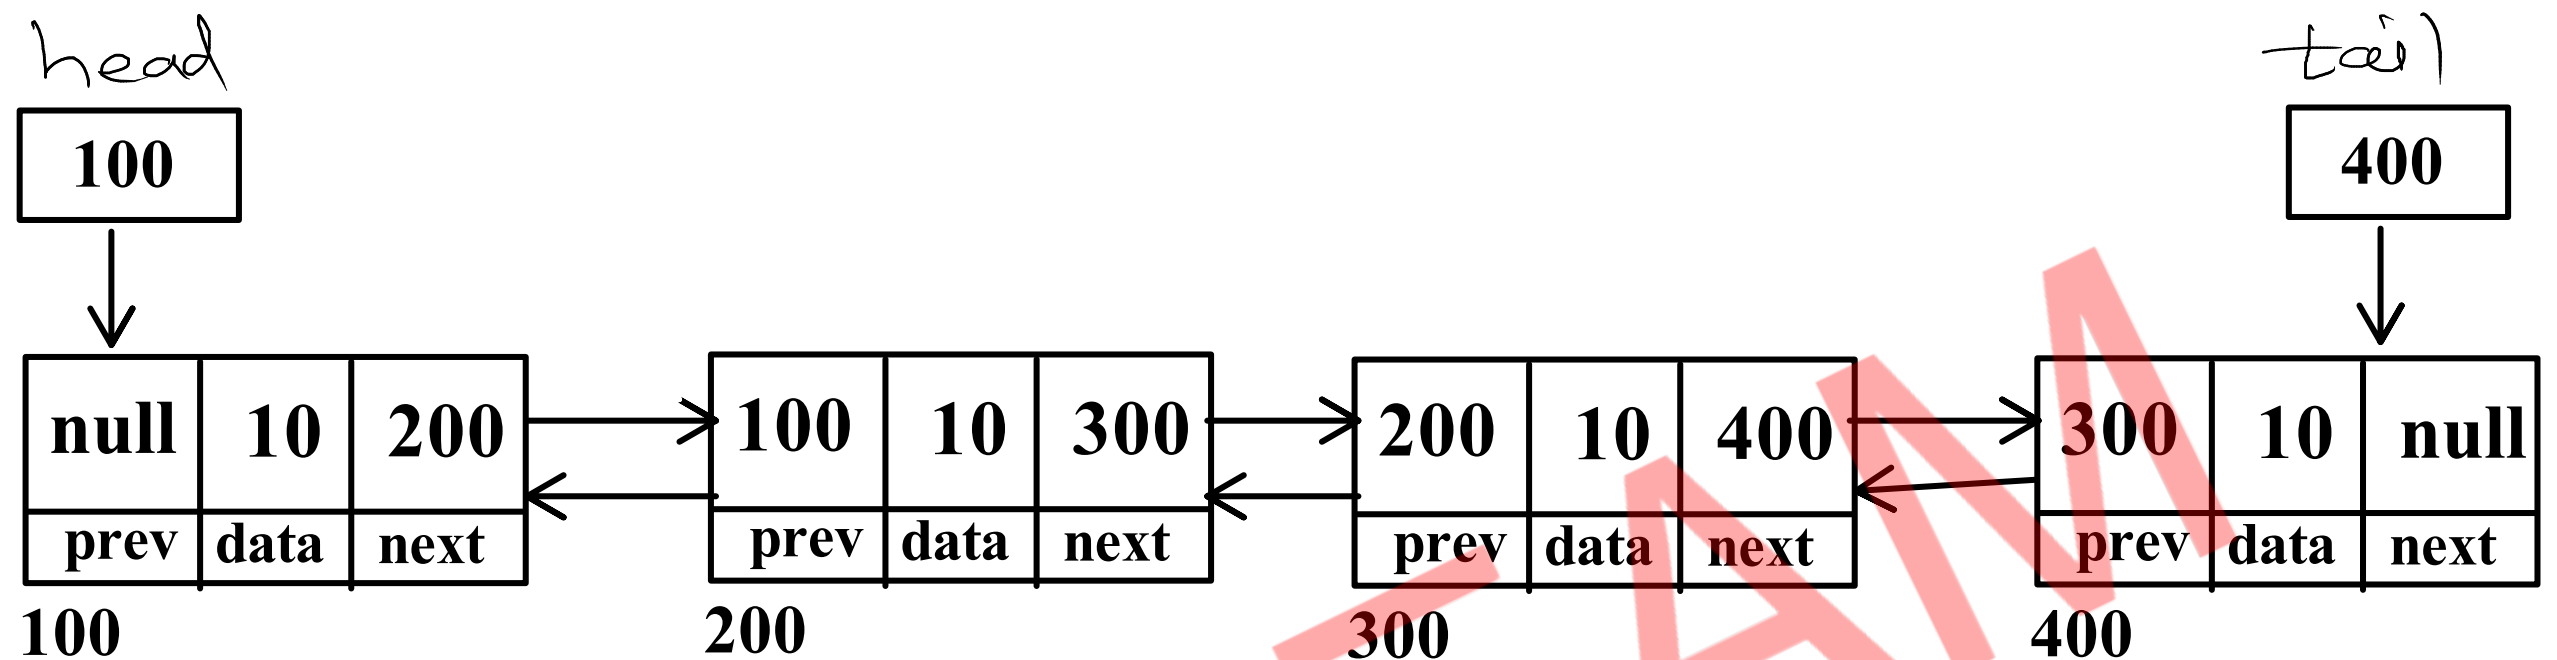 head tail
100 400
null 10 200 100 10 300 200 10 400 300 10 null
prev data next prev data next prev data next prev data next
100 200 300 400